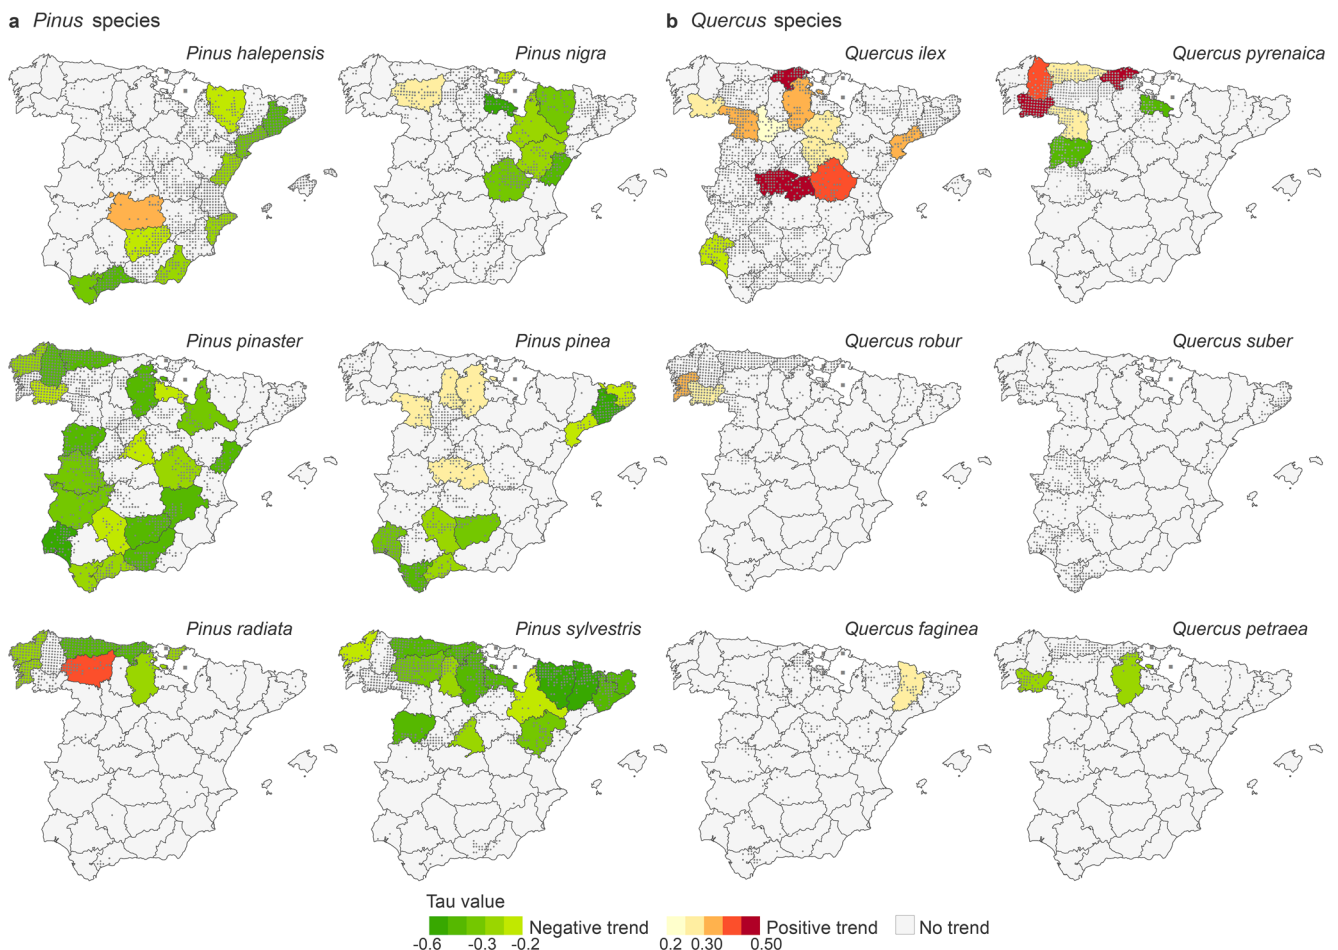 a Pinus species
b Quercus species
Pinus halepensis
Pinus nigra
Quercus ilex
Quercus pyrenaica
Pinus pinaster
Pinus pinea
Quercus robur
Quercus suber
Pinus radiata
Pinus sylvestris
Quercus faginea
Quercus petraea
Tau value
Negative trend
Positive trend
No trend
-0.6 -0.3 -0.2
0.2 0.30 0.50